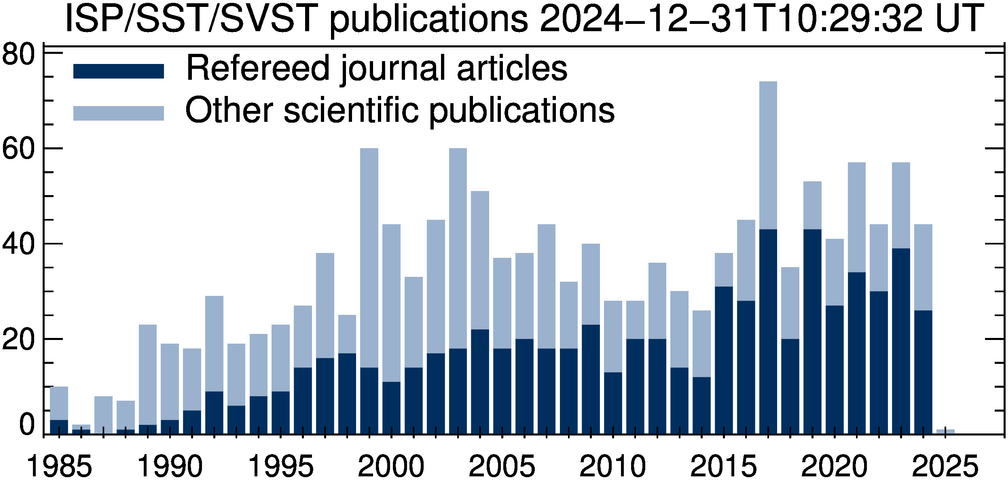 ISP/SST/SVST publications 2024−12−31T10:29:32 UT
80
Refereed journal articles
Other scientific publications
60
40
20
0
1985 1990 1995 2000 2005 2010 2015 2020 2025